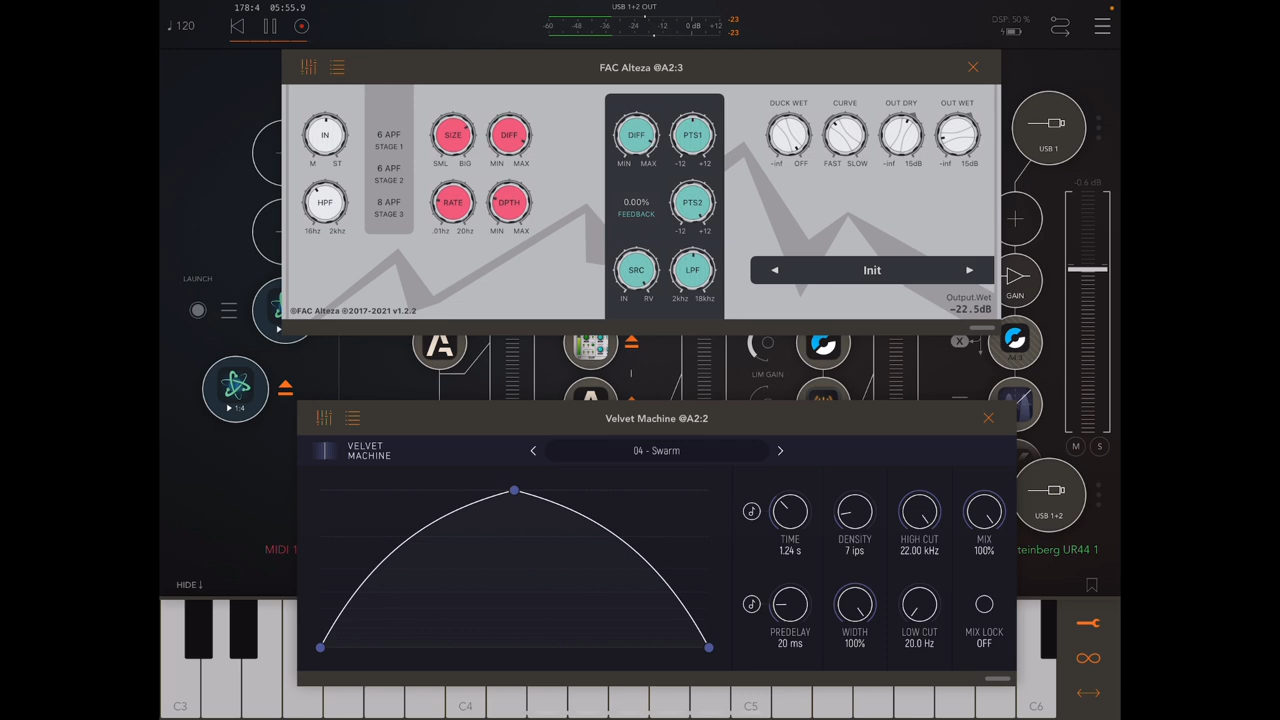 178:4 05:55.9
USB 1+2 OUT
♩ 120
-60 -48 -36 -24 -12 0 dB +12
-23
-23
DSP: 50 %
FAC Alteza @A2:3
IN
M ST
HPF
16hz 2khz
6 APF
STAGE 1
6 APF
STAGE 2
8 APF
STAGE 3
SIZE
SML BIG
DIFF
MIN MAX
RATE
.01hz 20hz
DPTH
MIN MAX
DIFF
MIN MAX
PTS1
-12 +12
0.00%
FEEDBACK
PTS2
-12 +12
SRC
IN RV
LPF
2khz 18khz
DUCK WET
-inf OFF
CURVE
FAST SLOW
OUT DRY
-inf 15dB
OUT WET
-inf 15dB
Init
Output.Wet
-22.5dB
©FAC Alteza ©2017-2021 v1.2.2
USB 1
-0.6 dB
GAIN
A4:3
X
M S
USB 1+2
LAUNCH
1:4
LIM GAIN
MIDI 1
teinberg UR44 1
HIDE↓
Velvet Machine @A2:2
VELVET
MACHINE
04 - Swarm
TIME
1.24 s
DENSITY
7 ips
HIGH CUT
22.00 kHz
MIX
100%
PREDELAY
20 ms
WIDTH
100%
LOW CUT
20.0 Hz
MIX LOCK
OFF
C3 C4 C5 C6